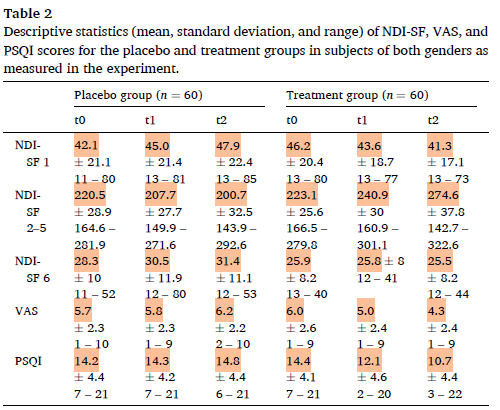 Table 2
Descriptive statistics (mean, standard deviation, and range) of NDI-SF, VAS, and
PSQI scores for the placebo and treatment groups in subjects of both genders as
measured in the experiment.
Placebo group (n = 60) Treatment group (n = 60)
t0 t1 t2 t0 t1 t2
NDI- 42.1 45.0 47.9 46.2 43.6 41.3
SF 1 ± 21.1 ± 21.4 ± 22.4 ± 20.4 ± 18.7 ± 17.1
11 – 80 13 – 81 13 – 85 13 – 80 13 – 77 13 – 73
NDI- 220.5 207.7 200.7 223.1 240.9 274.6
SF ± 28.9 ± 27.7 ± 32.5 ± 25.6 ± 30 ± 37.8
2–5 164.6 – 149.9 – 143.9 – 166.5 – 160.9 – 142.7 –
281.9 271.6 292.6 279.8 301.1 322.6
NDI- 28.3 30.5 31.4 25.9 25.8 ± 8 25.5
SF 6 ± 10 ± 11.9 ± 11.1 ± 8.2 12 – 41 ± 8.2
11 – 52 12 – 80 12 – 53 13 – 40 12 – 44
VAS 5.7 5.8 6.2 6.0 5.0 4.3
± 2.3 ± 2.3 ± 2.2 ± 2.6 ± 2.4 ± 2.4
1 – 10 1 – 9 2 – 10 1 – 9 1 – 9 1 – 9
PSQI 14.2 14.3 14.8 14.4 12.1 10.7
± 4.4 ± 4.2 ± 4.4 ± 4.1 ± 4.6 ± 4.4
7 – 21 7 – 21 6 – 21 7 – 21 2 – 20 3 – 22